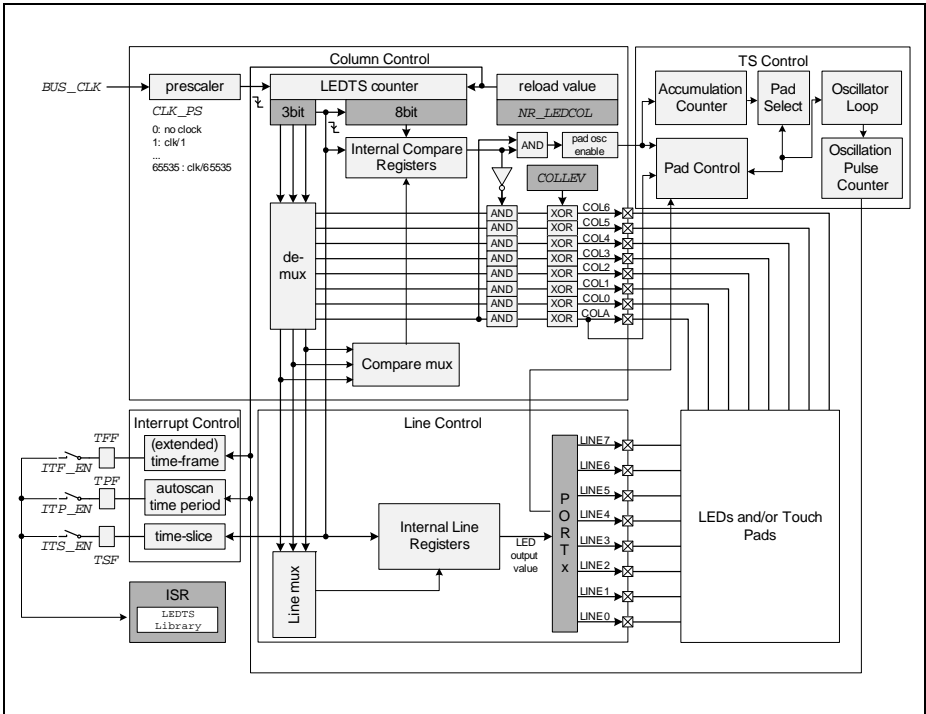 Column Control
BUS_CLK
prescaler
CLK_PS
0: no clock
1: clk/1
...
65535 : clk/65535
LEDTS counter
3bit
8bit
reload value
NR_LEDCOL
Internal Compare
Registers
AND
pad osc
enable
COLLEV
de-
mux
AND
AND
AND
AND
AND
AND
AND
AND
XOR
XOR
XOR
XOR
XOR
XOR
XOR
XOR
COL6
COL5
COL4
COL3
COL2
COL1
COL0
COLA
Compare mux
TS Control
Accumulation
Counter
Pad
Select
Oscillator
Loop
Pad Control
Oscillation
Pulse
Counter
Interrupt Control
TFF
ITF_EN
(extended)
time-frame
TPF
ITP_EN
autoscan
time period
ITS_EN
TSF
time-slice
ISR
LEDTS
Library
Line Control
Line mux
Internal Line
Registers
LED
output
value
P
O
R
T
x
LINE7
LINE6
LINE5
LINE4
LINE3
LINE2
LINE1
LINE0
LEDs and/or Touch
Pads